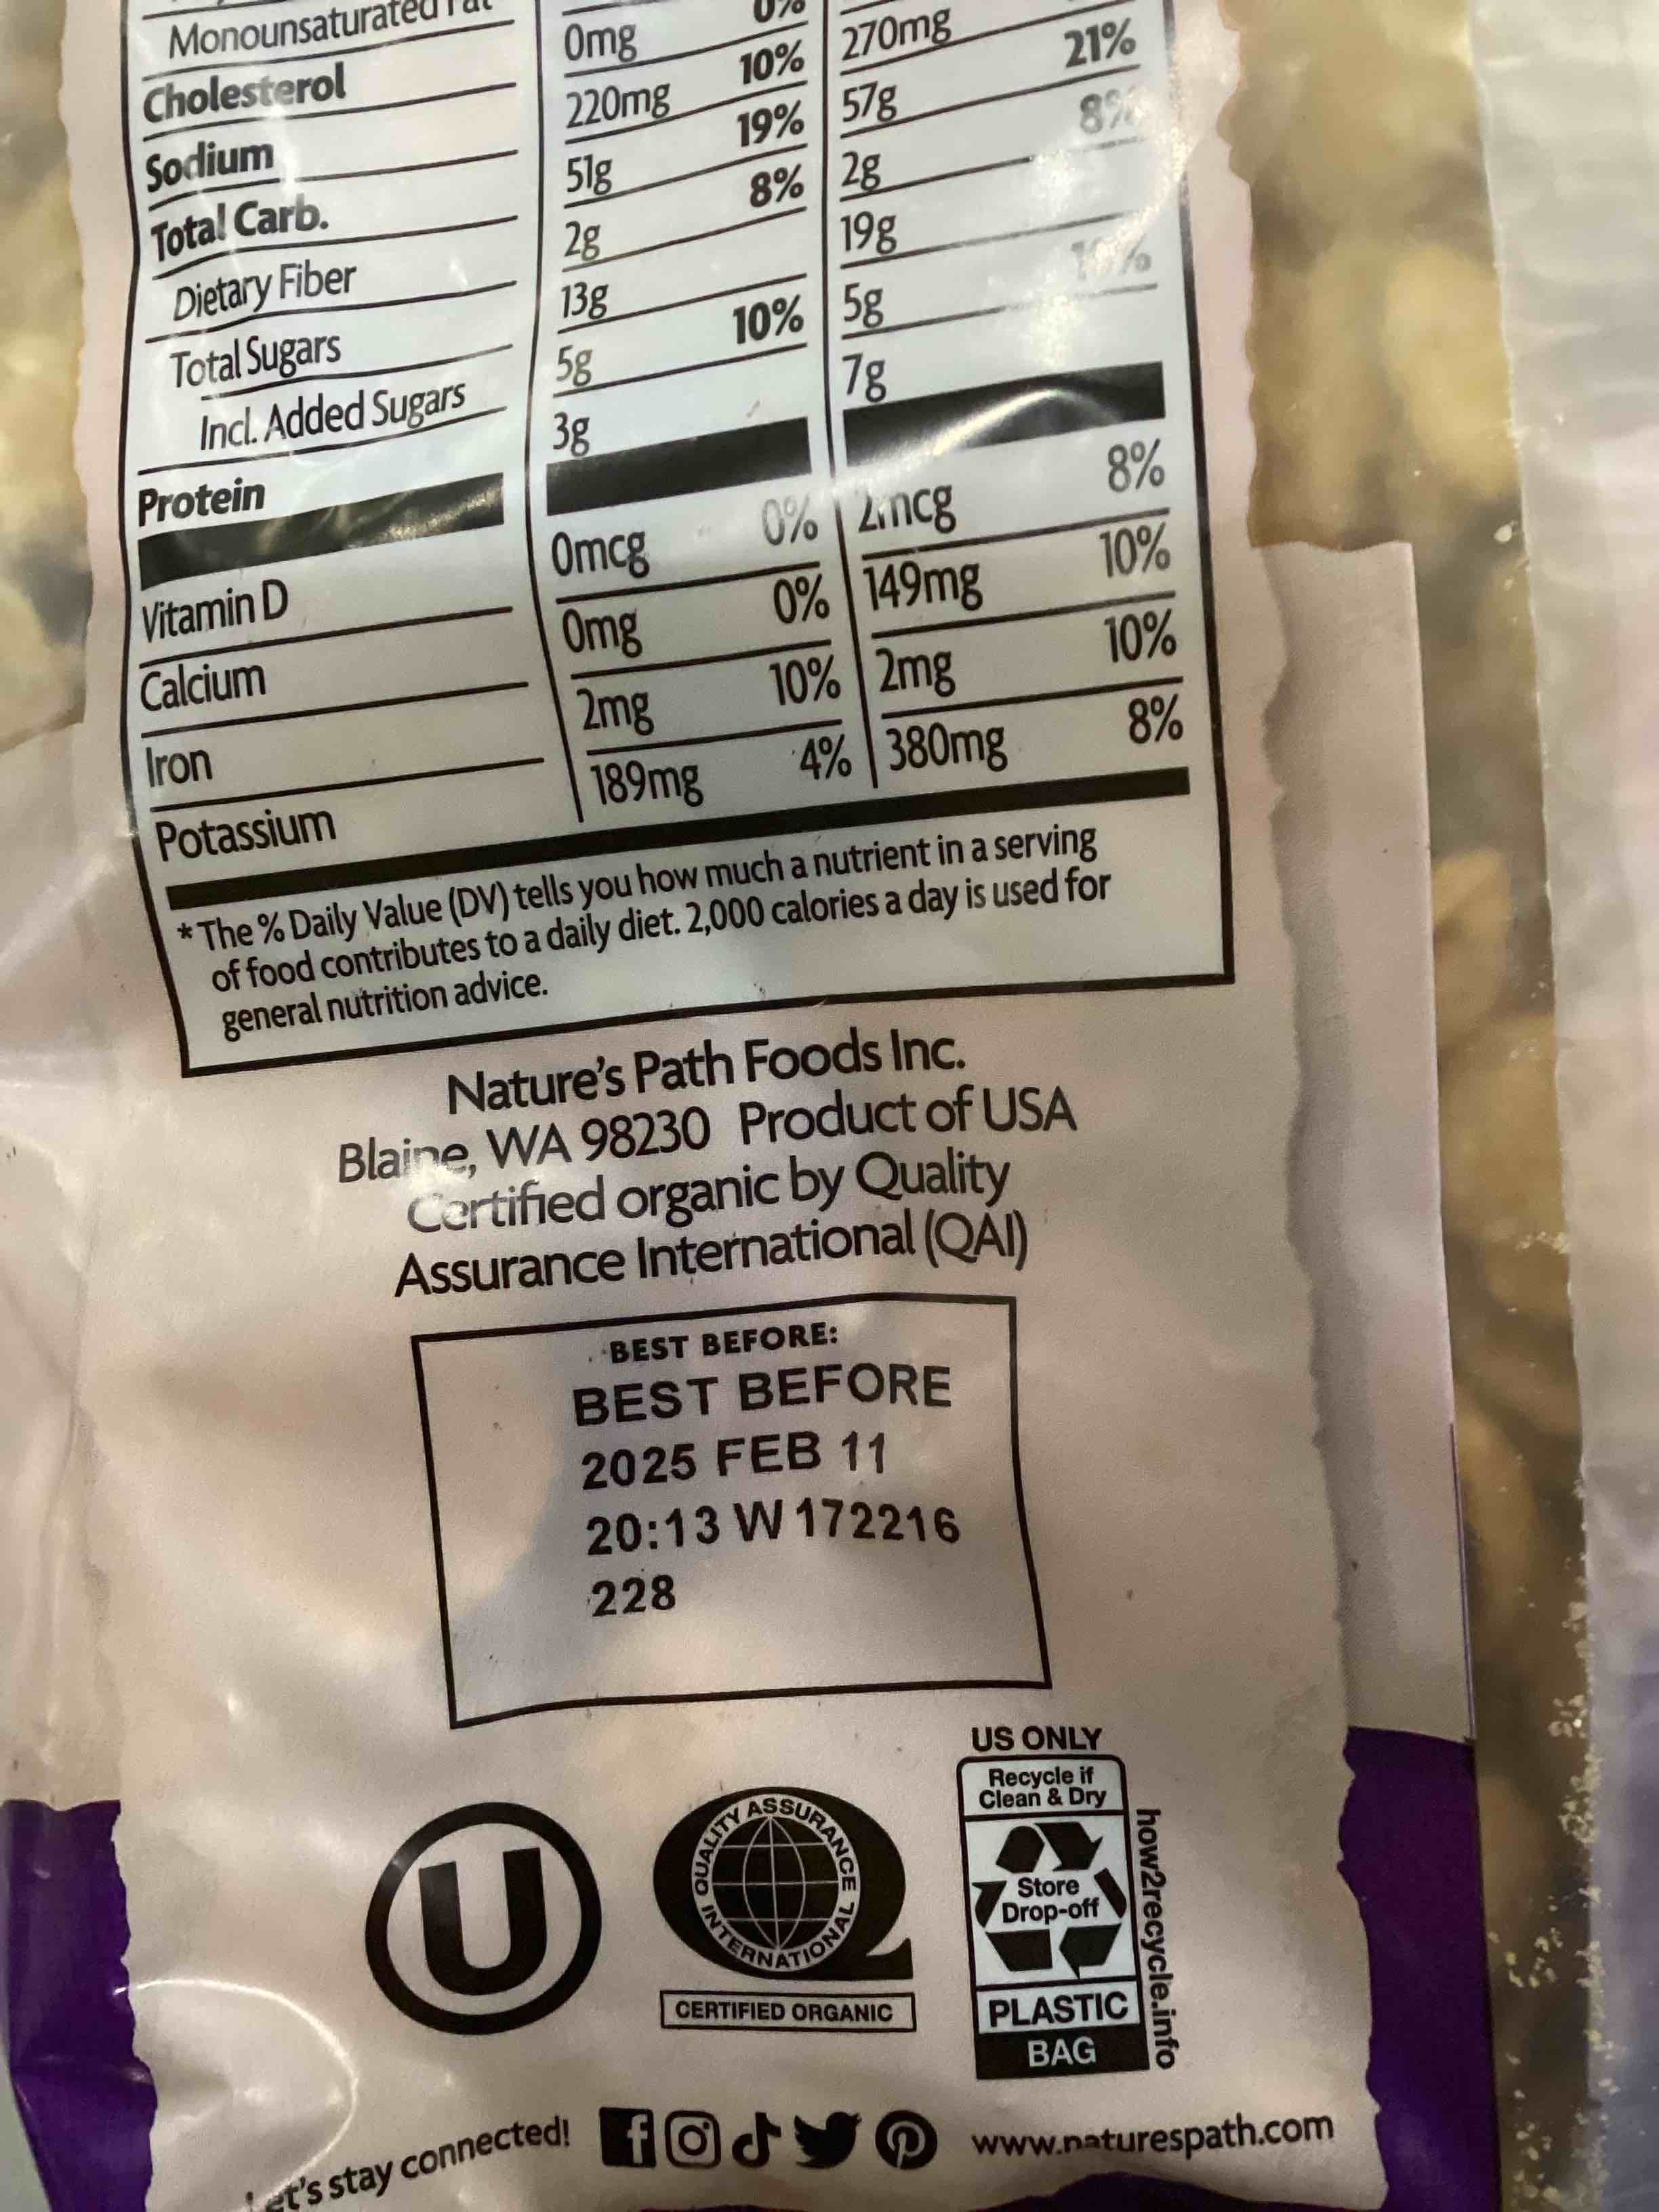 Monounsaturated Fat 0mg 0% 270mg
Cholesterol 220mg 10% 57g 21%
Sodium 51g 19% 2g 8%
Total Carb. 2g 8% 19g
Dietary Fiber 13g 5g 10%
Total Sugars 5g 10% 7g
Incl. Added Sugars 3g
Protein
Vitamin D 0mcg 0% 2mcg 8%
Calcium 0mg 0% 149mg 10%
Iron 2mg 10% 2mg 10%
Potassium 189mg 4% 380mg 8%
* The % Daily Value (DV) tells you how much a nutrient in a serving
of food contributes to a daily diet. 2,000 calories a day is used for
general nutrition advice.
Nature's Path Foods Inc.
Blaine, WA 98230 Product of USA
Certified organic by Quality
Assurance International (QAI)
BEST BEFORE:
BEST BEFORE
2025 FEB 11
20:13 W 172216
228
US ONLY
Recycle if
Clean & Dry
Store
Drop-off
PLASTIC
BAG
how2recycle.info
U
QUALITY ASSURANCE
INTERNATIONAL
CERTIFIED ORGANIC
Let's stay connected! www.naturespath.com